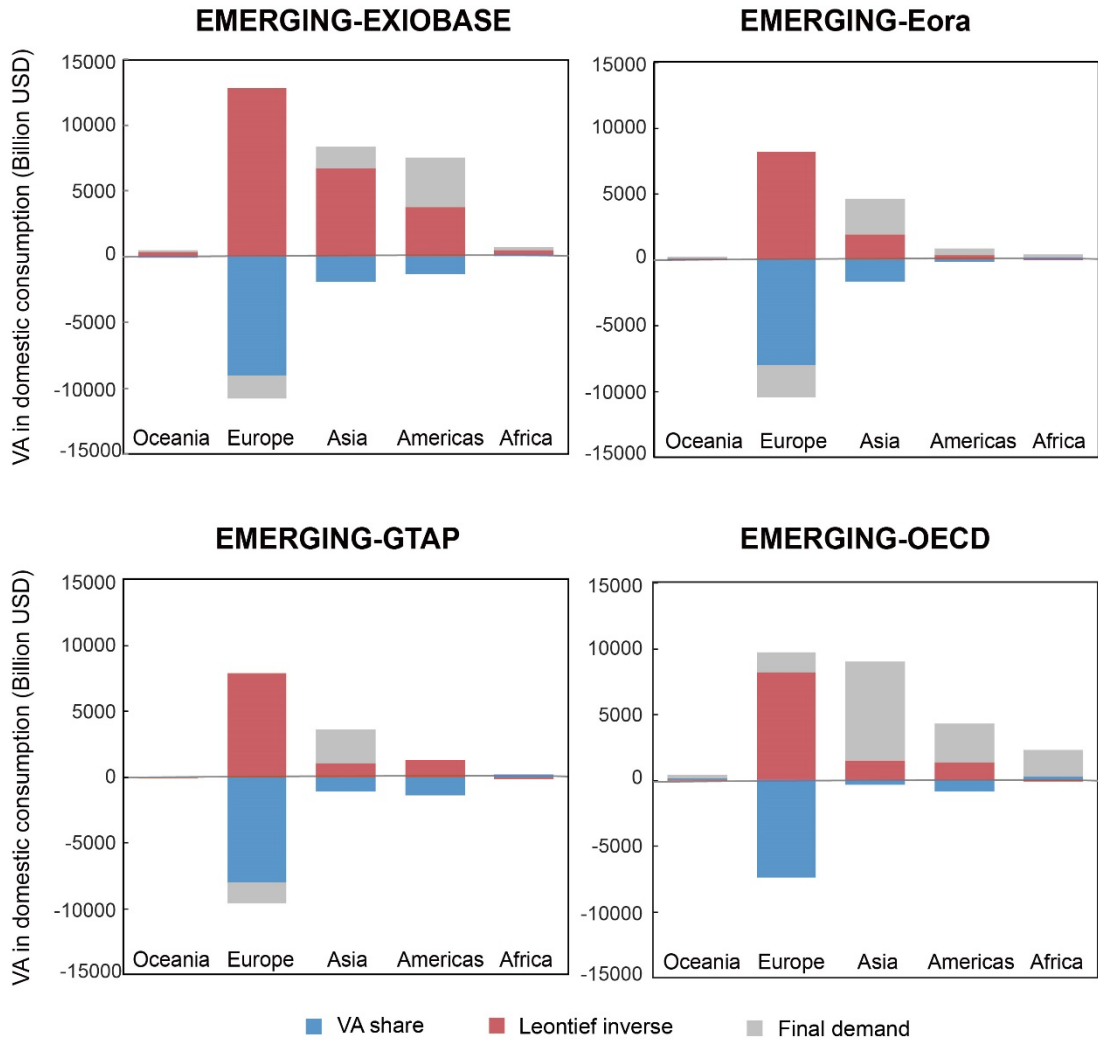 EMERGING-EXIOBASE
VA in domestic consumption (Billion USD)
15000
10000
5000
0
-5000
-10000
-15000
Oceania Europe Asia Americas Africa
EMERGING-Eora
15000
10000
5000
0
-5000
-10000
-15000
Oceania Europe Asia Americas Africa
EMERGING-GTAP
VA in domestic consumption (Billion USD)
15000
10000
5000
0
-5000
-10000
-15000
Oceania Europe Asia Americas Africa
EMERGING-OECD
15000
10000
5000
0
-5000
-10000
-15000
Oceania Europe Asia Americas Africa
VA share Leontief inverse Final demand